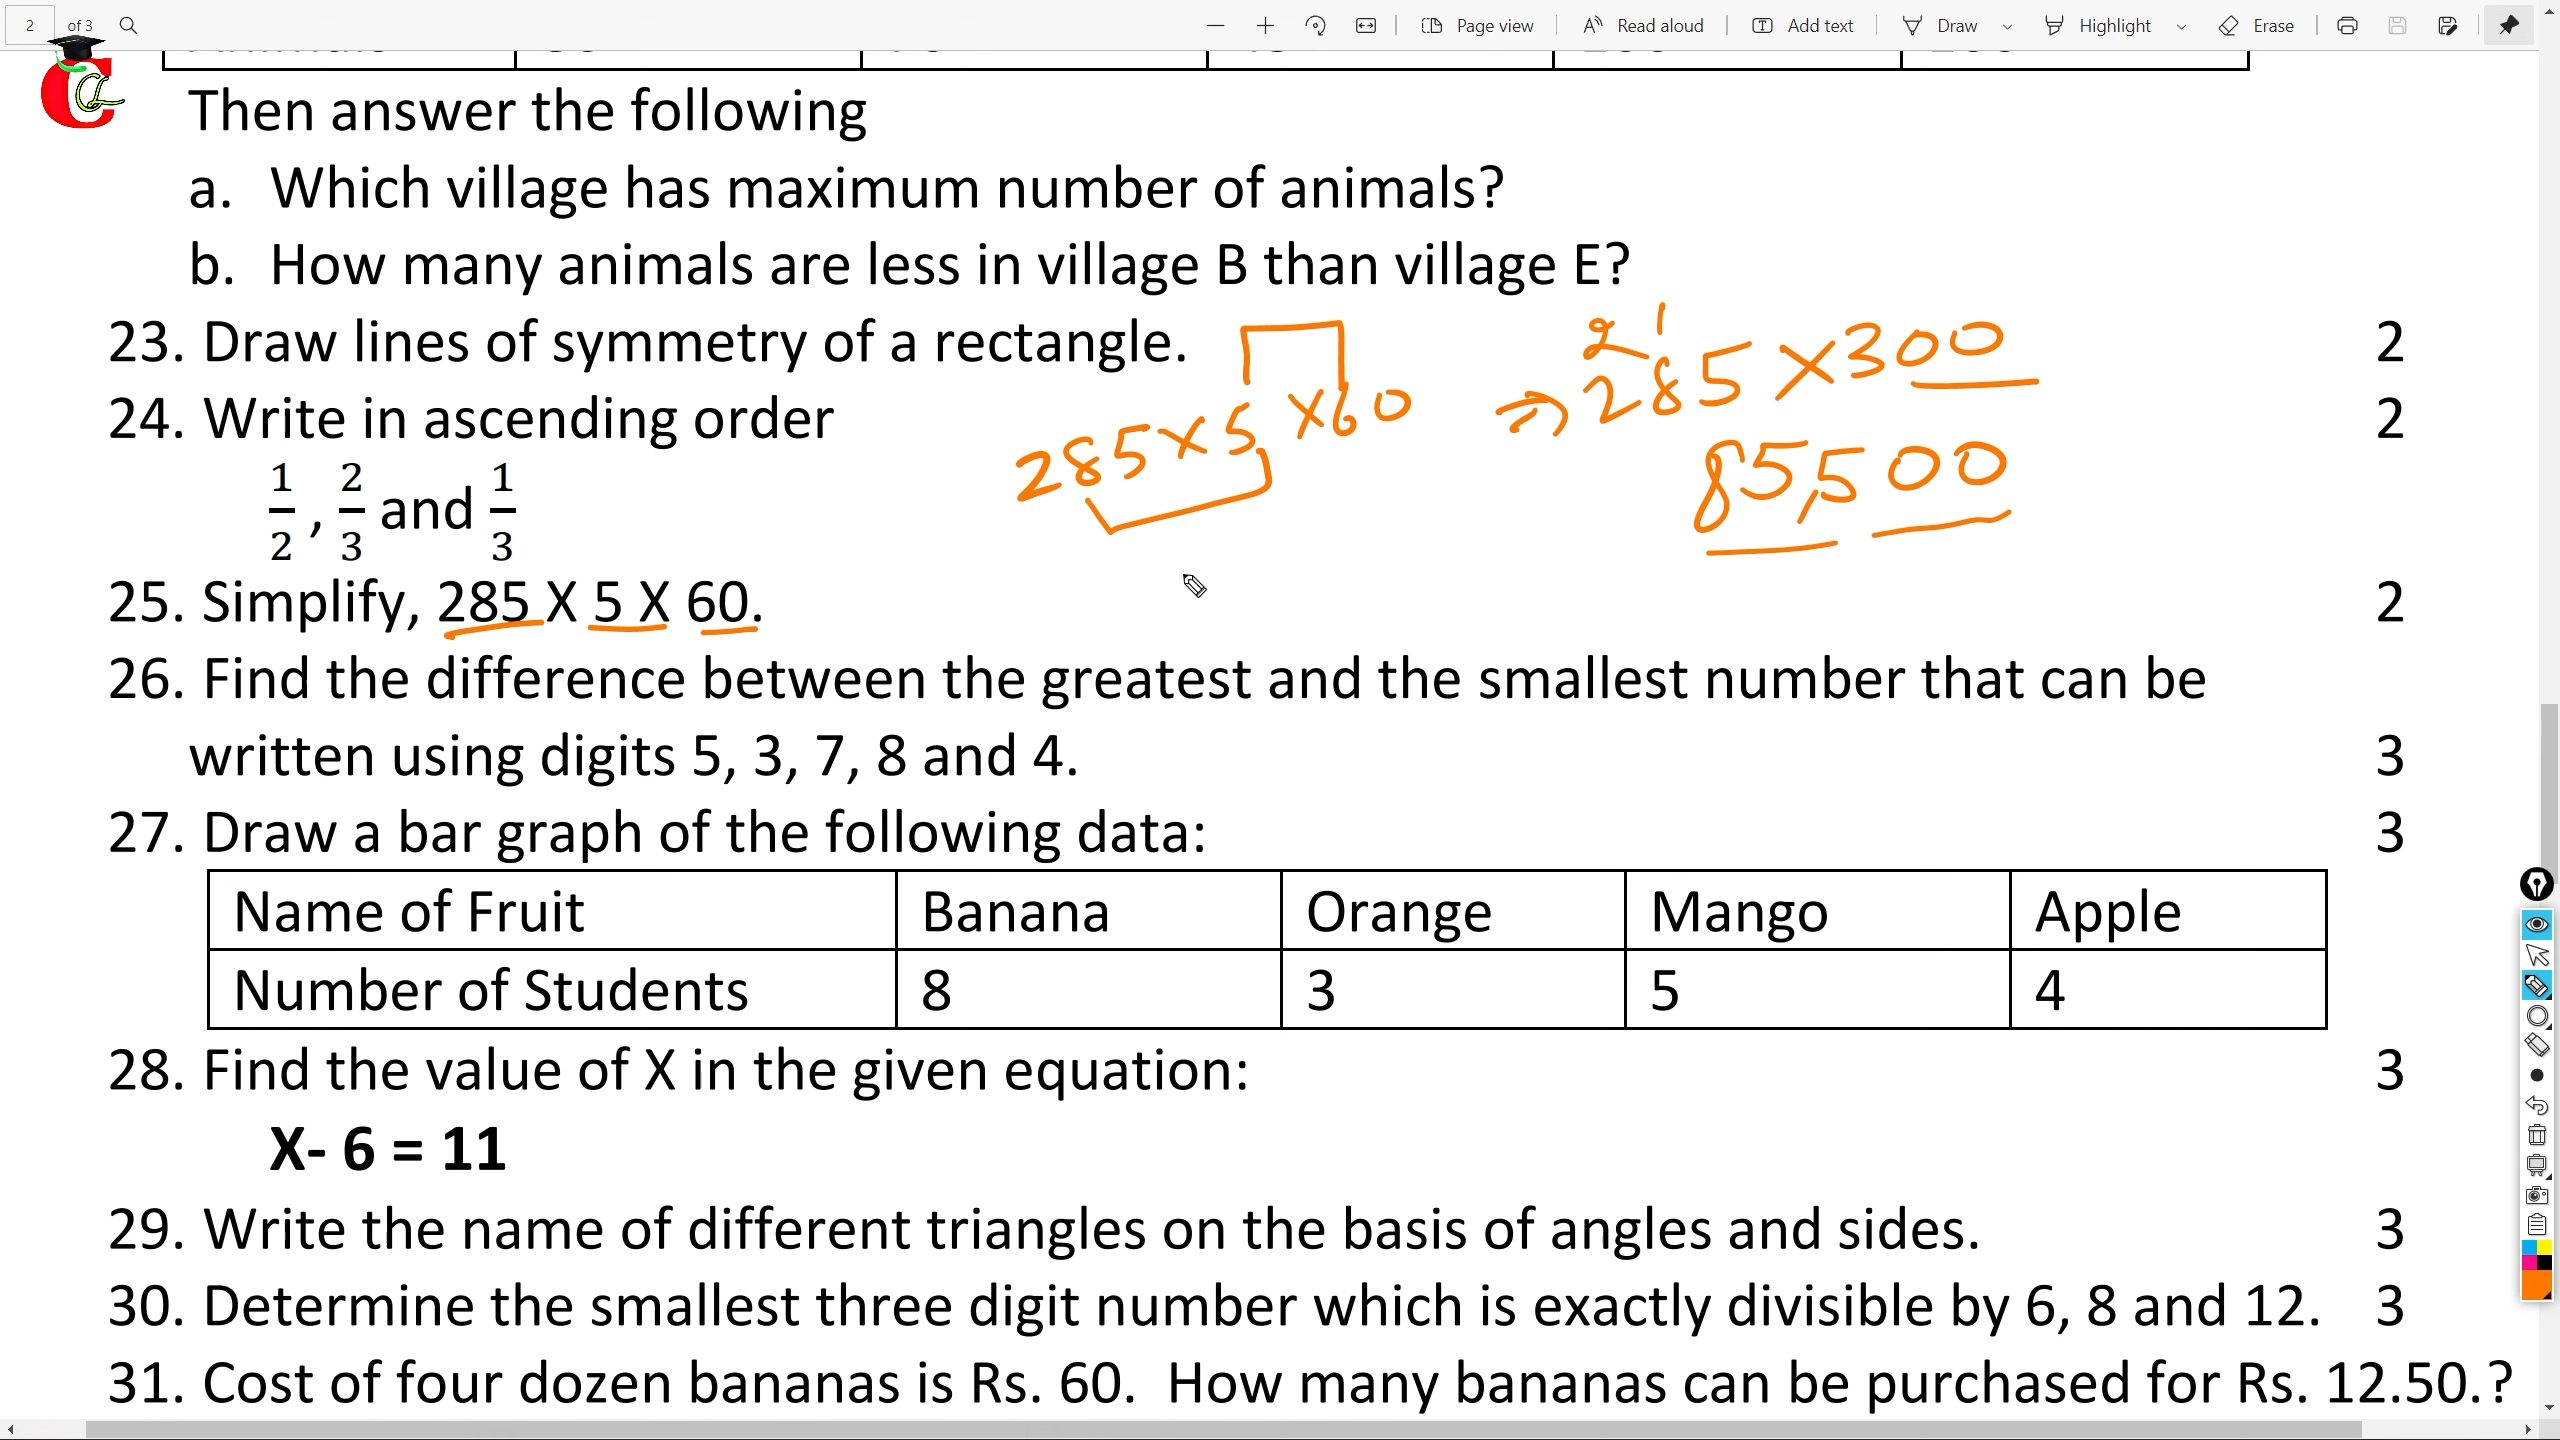 2 of 3 Page view Read aloud Add text Draw Highlight Erase
Then answer the following
a. Which village has maximum number of animals?
b. How many animals are less in village B than village E?
23. Draw lines of symmetry of a rectangle. 2
2 1
285 X 300
24. Write in ascending order 2
285 X 5 X 60 ⇒
85,500
1/2 , 2/3 and 1/3
25. Simplify, 285 X 5 X 60. 2
26. Find the difference between the greatest and the smallest number that can be
written using digits 5, 3, 7, 8 and 4. 3
27. Draw a bar graph of the following data: 3
Name of Fruit Banana Orange Mango Apple
Number of Students 8 3 5 4
28. Find the value of X in the given equation: 3
X- 6 = 11
29. Write the name of different triangles on the basis of angles and sides. 3
30. Determine the smallest three digit number which is exactly divisible by 6, 8 and 12. 3
31. Cost of four dozen bananas is Rs. 60. How many bananas can be purchased for Rs. 12.50.?